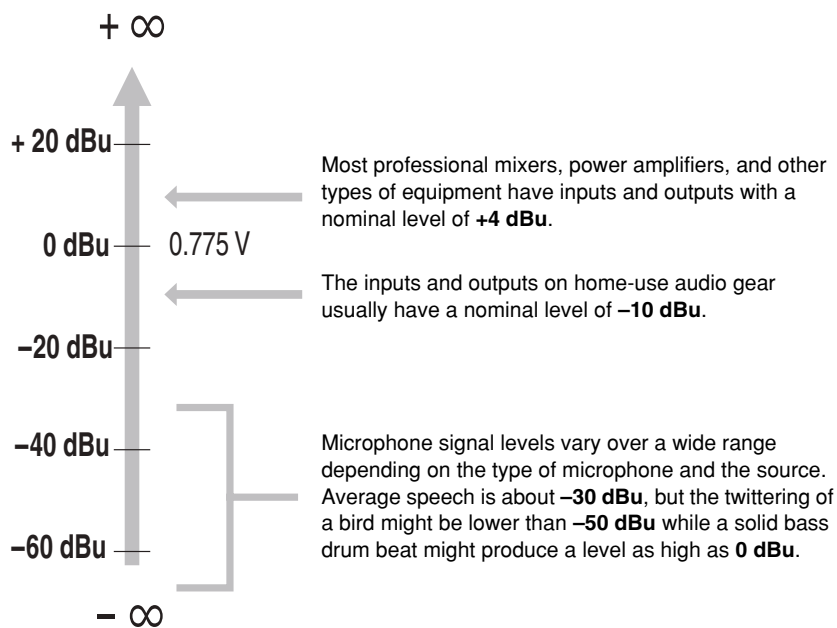 + ∞
+ 20 dBu
Most professional mixers, power amplifiers, and other
types of equipment have inputs and outputs with a
nominal level of +4 dBu.
0 dBu
0.775 V
The inputs and outputs on home-use audio gear
usually have a nominal level of –10 dBu.
–20 dBu
–40 dBu
Microphone signal levels vary over a wide range
depending on the type of microphone and the source.
Average speech is about –30 dBu, but the twittering of
a bird might be lower than –50 dBu while a solid bass
drum beat might produce a level as high as 0 dBu.
–60 dBu
– ∞